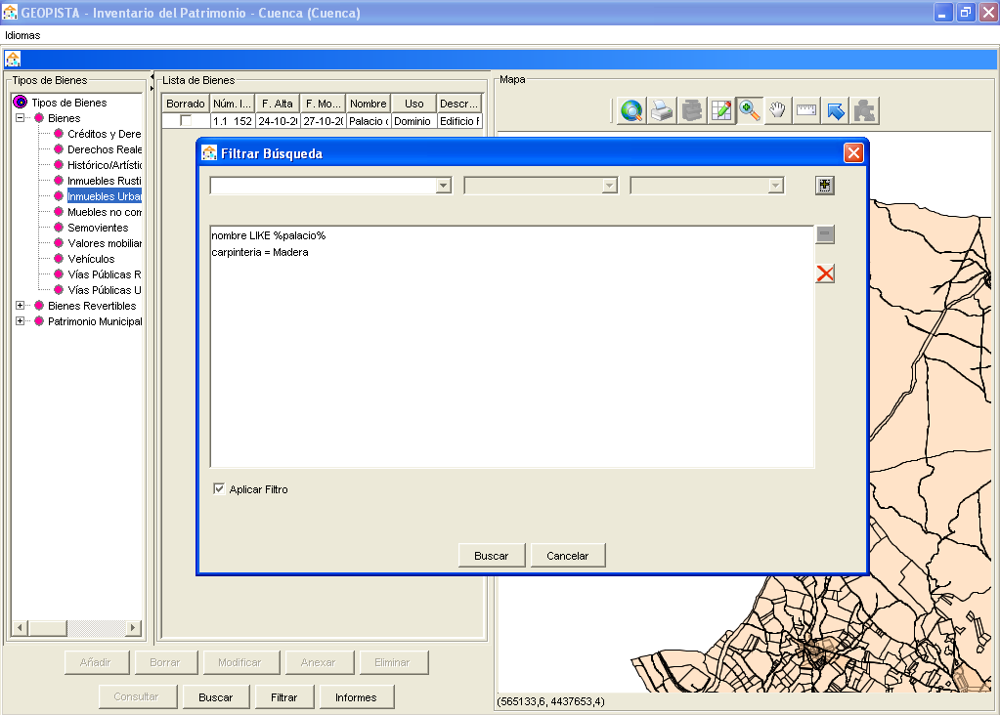 GEOPISTA - Inventario del Patrimonio - Cuenca (Cuenca)
Idiomas
Tipos de Bienes
Tipos de Bienes
Bienes
Créditos y Dere
Derechos Reale
Histórico/Artístic
Inmuebles Rusti
Inmuebles Urbar
Muebles no com
Semovientes
Valores mobiliar
Vehículos
Vías Públicas R
Vías Públicas U
Bienes Revertibles
Patrimonio Municipal
Lista de Bienes
Borrado Núm. I... F. Alta F. Mo... Nombre Uso Descr...
1.1 152 24-10-20 27-10-20 Palacio Dominio Edificio
Mapa
Filtrar Búsqueda
nombre LIKE %palacio%
carpinteria = Madera
Aplicar Filtro
Buscar Cancelar
Añadir Borrar Modificar Anexar Eliminar
Consultar Buscar Filtrar Informes
(565133,6, 4437653,4)